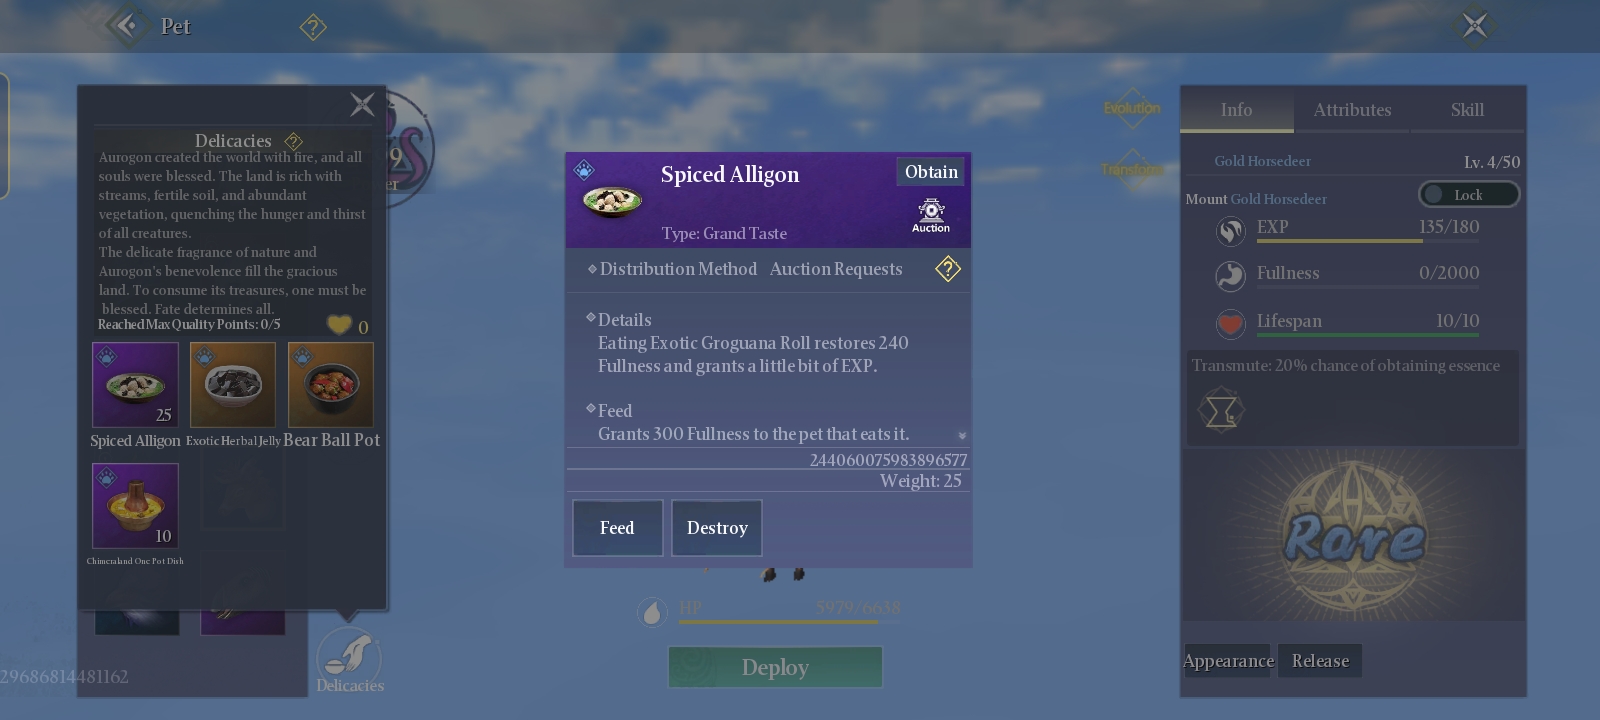 Pet
?
Delicacies
?
Aurogon created the world with fire, and all
souls were blessed. The land is rich with
streams, fertile soil, and abundant
vegetation, quenching the hunger and thirst
of all creatures.
The delicate fragrance of nature and
Aurogon's benevolence fill the gracious
land. To consume its treasures, one must be
blessed. Fate determines all.
Reached Max Quality Points: 0/5
0
25
Spiced Alligon
Exotic Herbal Jelly
Bear Ball Pot
10
Chimeraland One Pot Dish
29686814481162
Delicacies
Spiced Alligon
Obtain
Type: Grand Taste
Auction
Distribution Method
Auction Requests
?
Details
Eating Exotic Groguana Roll restores 240
Fullness and grants a little bit of EXP.
Feed
Grants 300 Fullness to the pet that eats it.
244060075983896577
Weight: 25
Feed
Destroy
HP
5979/6638
Deploy
Evolution
Transform
Info
Attributes
Skill
Gold Horsedeer
Lv. 4/50
Mount Gold Horsedeer
Lock
EXP
135/180
Fullness
0/2000
Lifespan
10/10
Transmute: 20% chance of obtaining essence
Rare
Appearance
Release